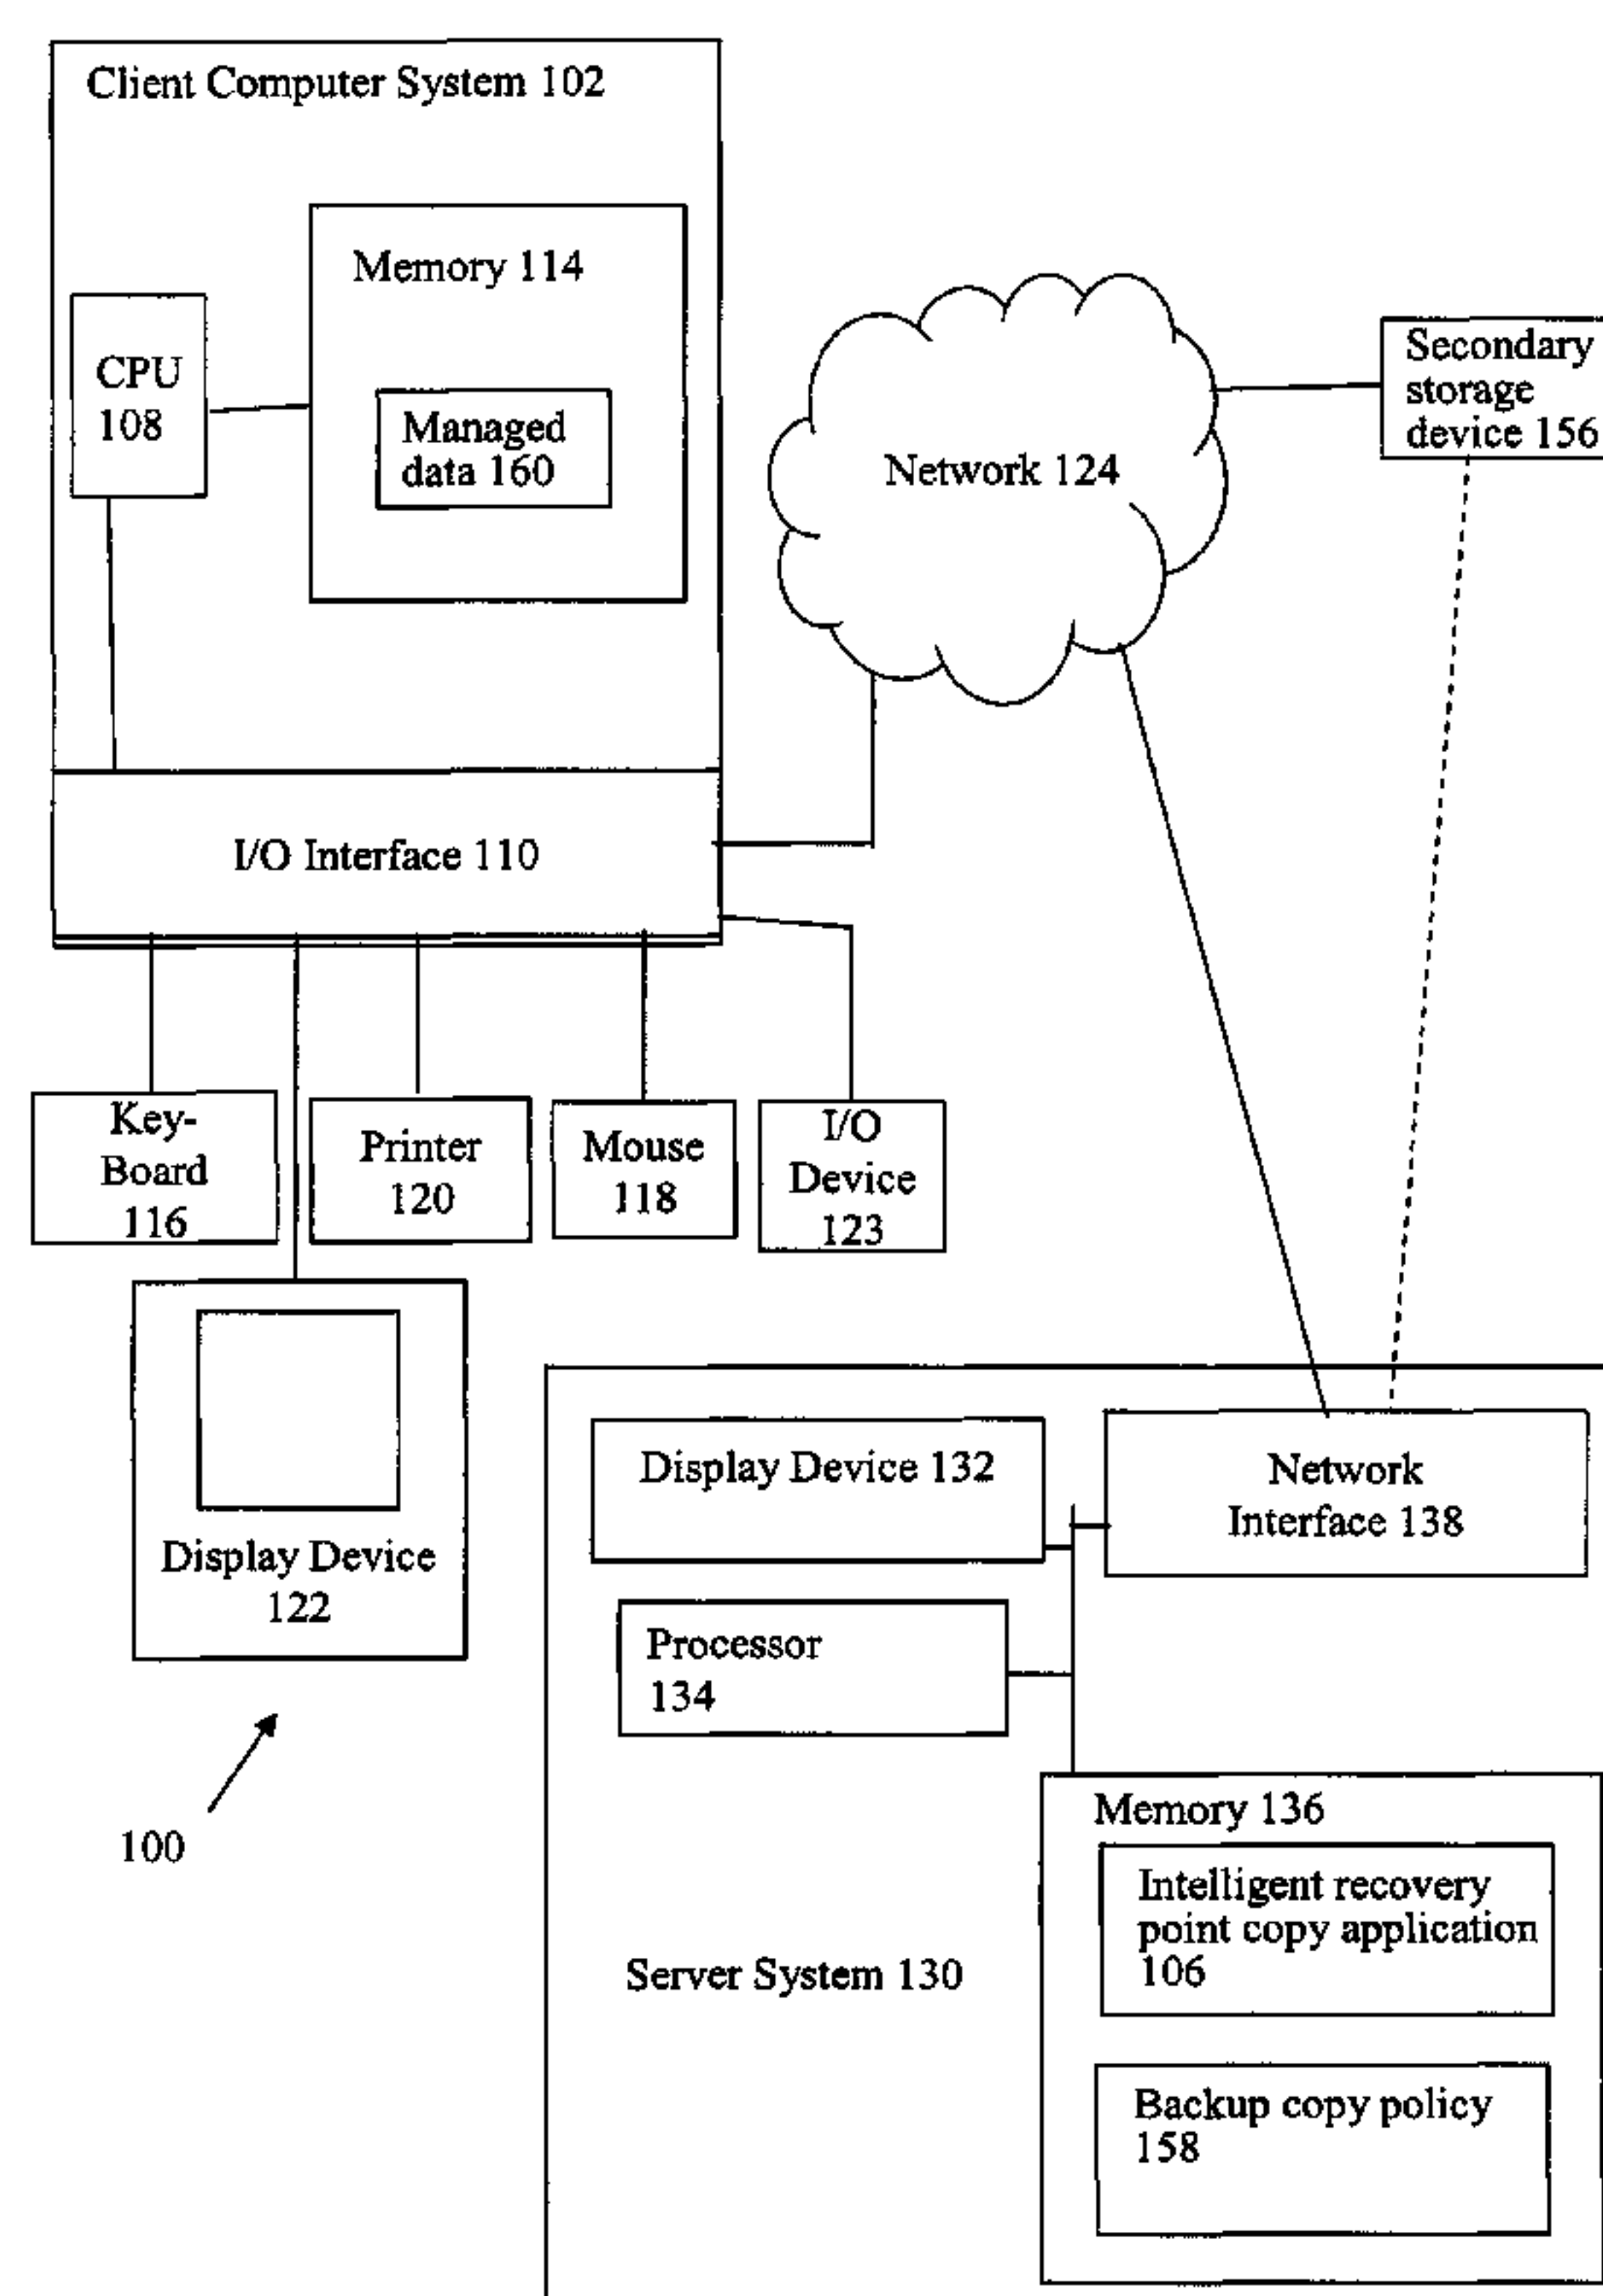 Client Computer System 102
Memory 114
CPU
108
Managed
data 160
Network 124
Secondary
storage
device 156
I/O Interface 110
Key-
Board
116
Printer
120
Mouse
118
I/O
Device
123
Display Device
122
100
Display Device 132
Network
Interface 138
Processor
134
Memory 136
Intelligent recovery
point copy application
106
Server System 130
Backup copy policy
158